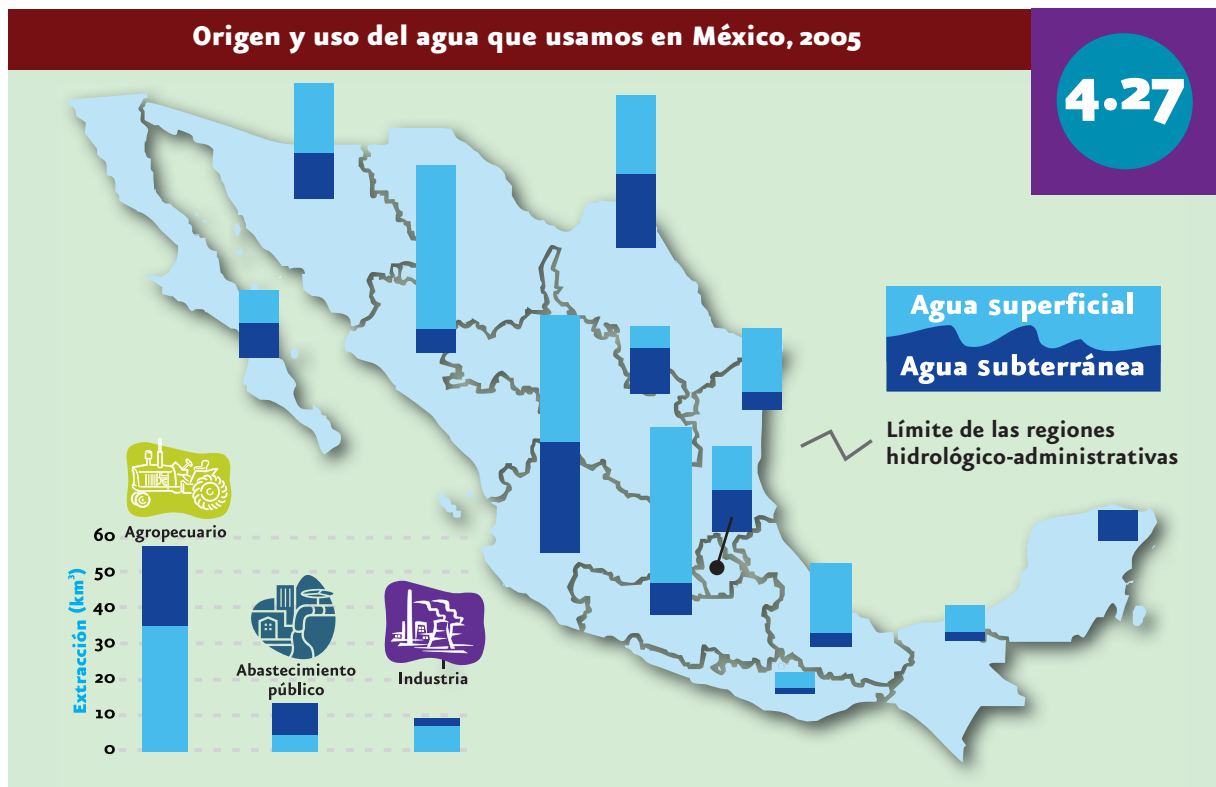 Origen y uso del agua que usamos en México, 2005
4.27
Agua superficial
Agua subterránea
Límite de las regiones
hidrológico-administrativas
Agropecuario
Abastecimiento
público
Industria
Extracción (km³)
60
50
40
30
20
10
0